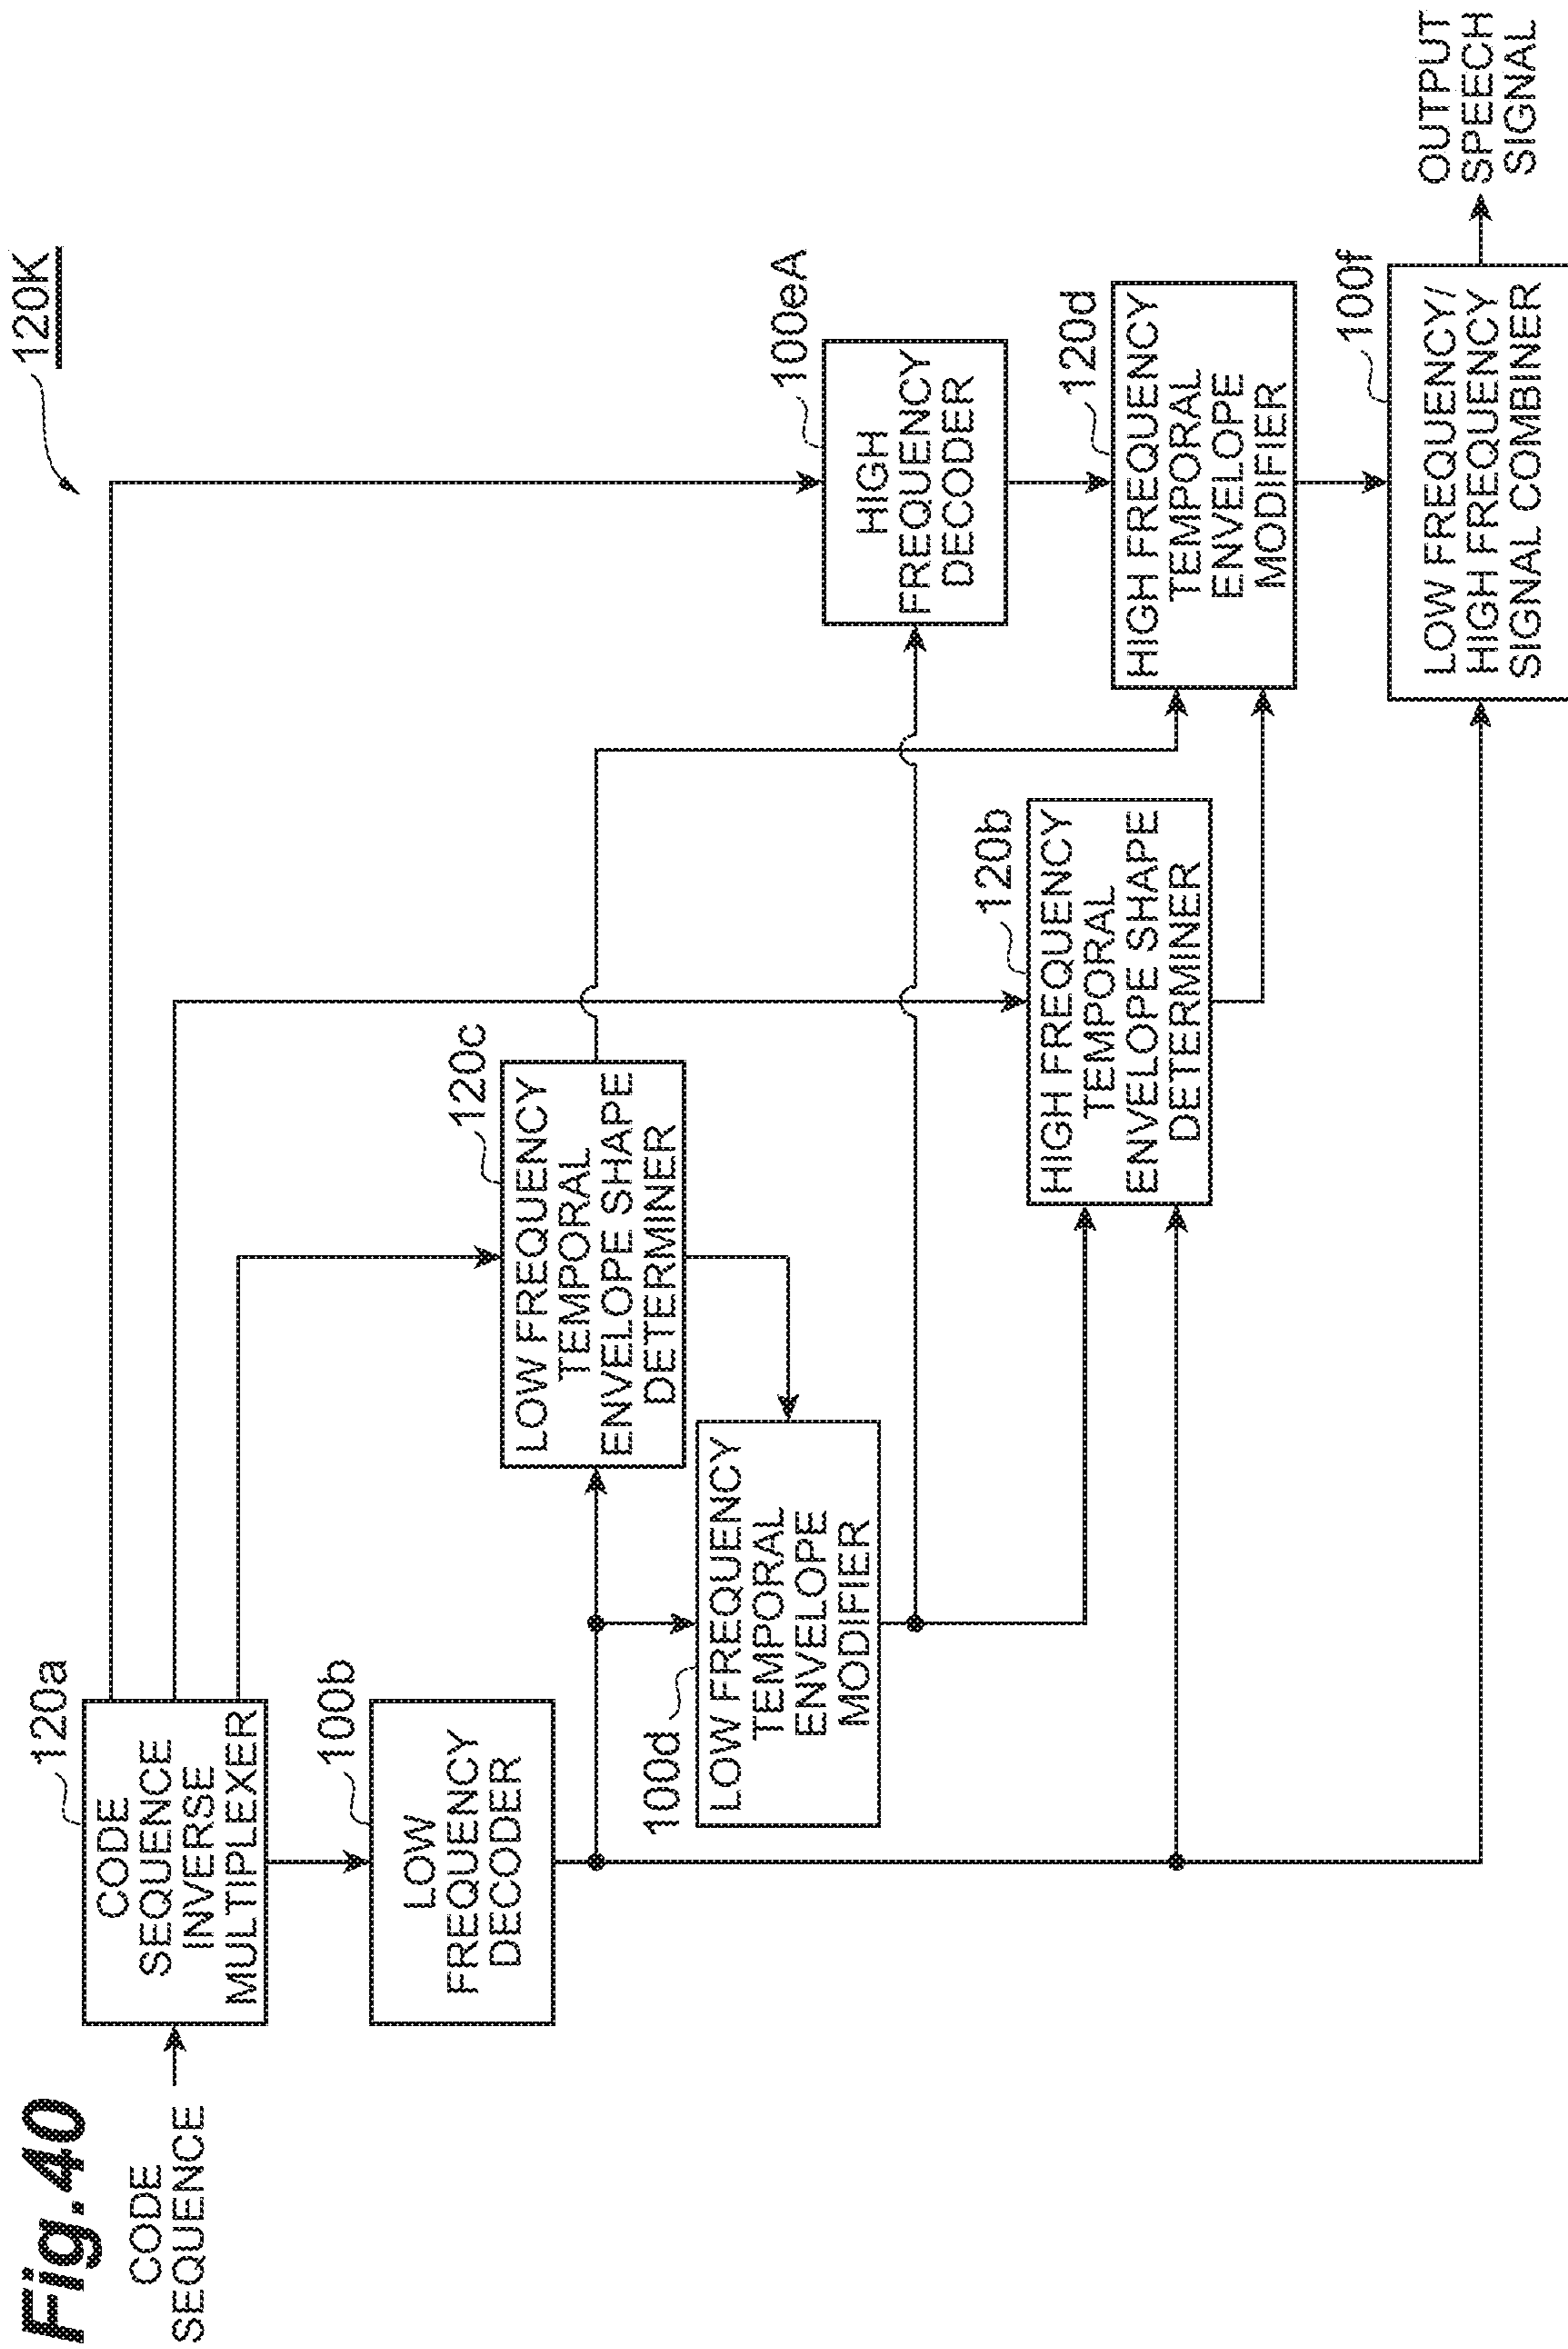 Fig.40
120K
CODE
SEQUENCE
120a
CODE
SEQUENCE
INVERSE
MULTIPLEXER
100b
LOW
FREQUENCY
DECODER
120c
LOW FREQUENCY
TEMPORAL
ENVELOPE SHAPE
DETERMINER
100d
LOW FREQUENCY
TEMPORAL
ENVELOPE
MODIFIER
100eA
HIGH
FREQUENCY
DECODER
120b
HIGH FREQUENCY
TEMPORAL
ENVELOPE SHAPE
DETERMINER
120d
HIGH FREQUENCY
TEMPORAL
ENVELOPE
MODIFIER
100f
LOW FREQUENCY/
HIGH FREQUENCY
SIGNAL COMBINER
OUTPUT
SPEECH
SIGNAL